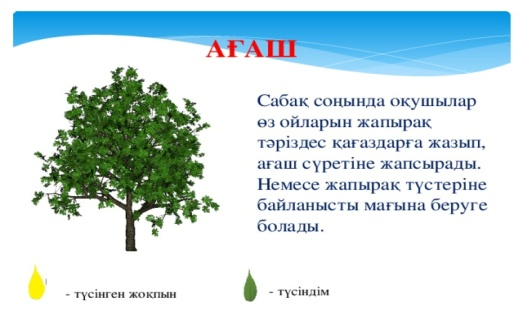 АҒАШ
Сабақ соңында оқушылар
өз ойларын жапырақ
тәріздес қағаздарға жазып,
ағаш сүретіне жапсырады.
Немесе жапырақ түстеріне
байланысты мағына беруге
болады.
- түсінген жоқпын
- түсіндім